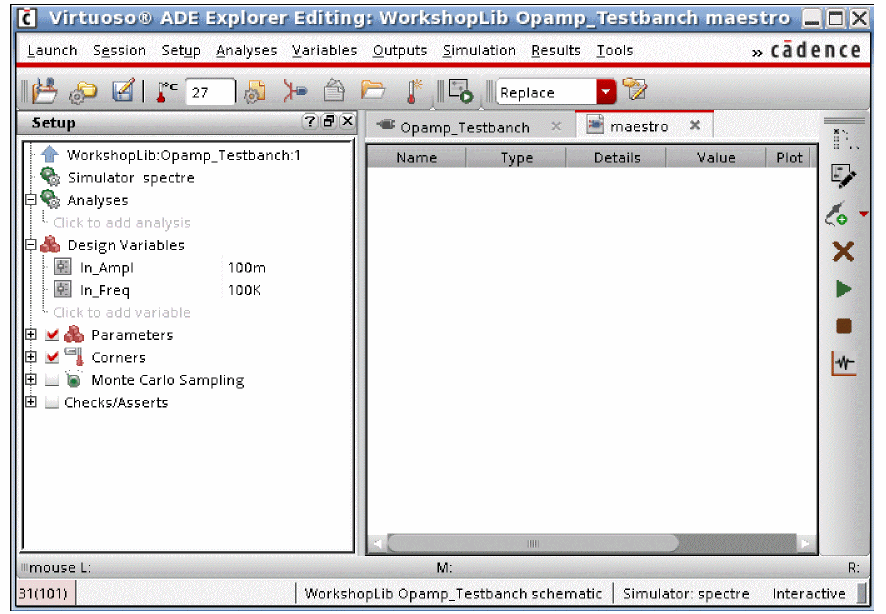 Virtuoso® ADE Explorer Editing: WorkshopLib Opamp_Testbanch maestro
Launch Session Setup Analyses Variables Outputs Simulation Results Tools » cādence
°C 27 Replace
Setup
Opamp_Testbanch maestro
WorkshopLib:Opamp_Testbanch:1
Simulator spectre
Analyses
Click to add analysis
Design Variables
In_Ampl 100m
In_Freq 100K
Click to add variable
Parameters
Corners
Monte Carlo Sampling
Checks/Asserts
Name Type Details Value Plot
mouse L: M: R:
31(101) WorkshopLib Opamp_Testbanch schematic Simulator: spectre Interactive